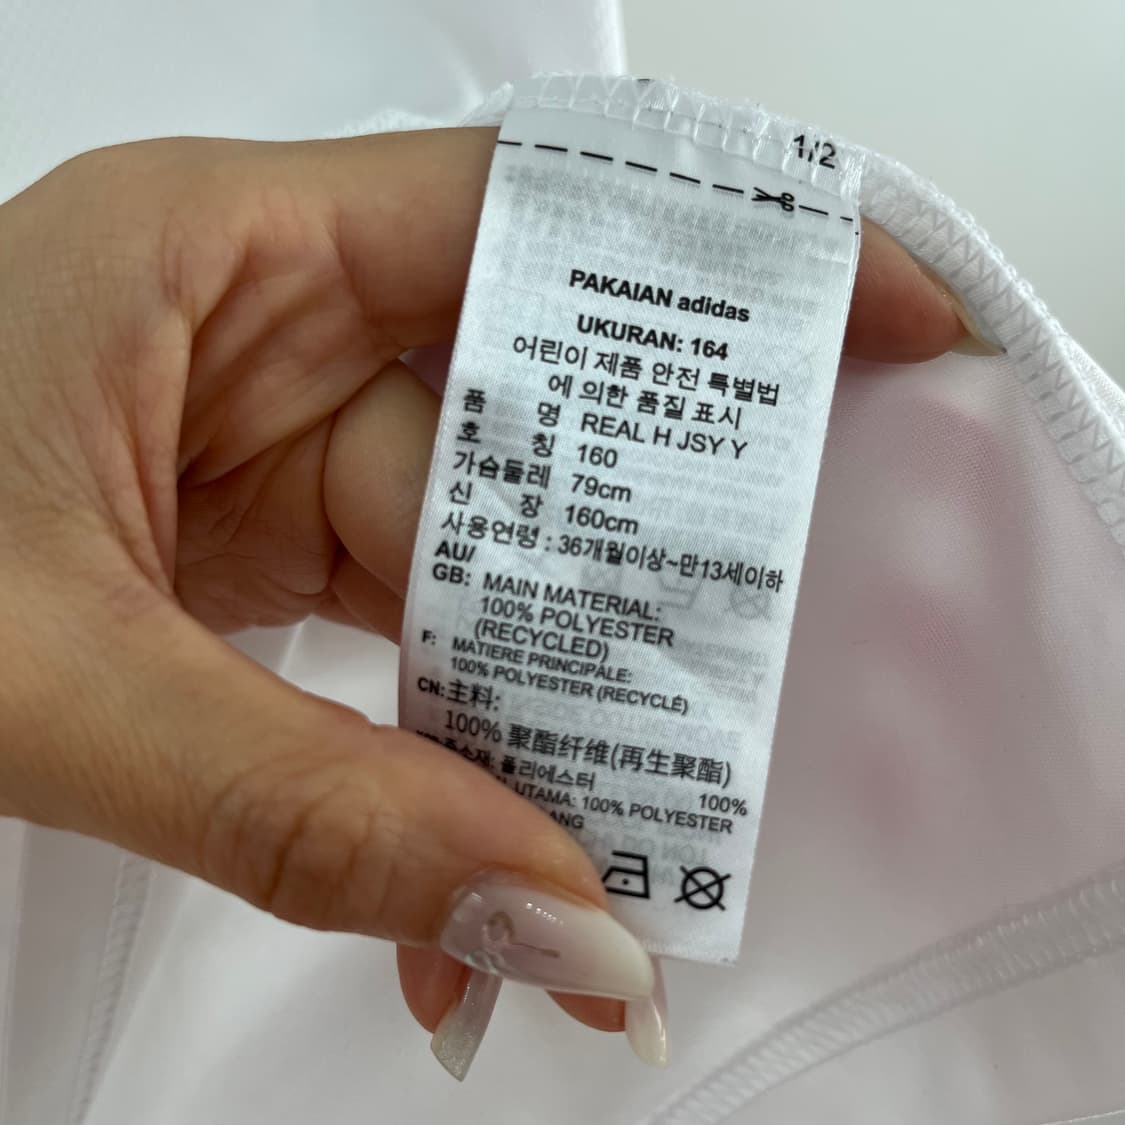 1/2
PAKAIAN adidas
UKURAN: 164
어린이 제품 안전 특별법
에 의한 품질 표시
품 명 REAL H JSY Y
호 칭 160
가슴둘레 79cm
신 장 160cm
사용연령 : 36개월이상~만13세이하
AU/
GB: MAIN MATERIAL:
100% POLYESTER
(RECYCLED)
F: MATIERE PRINCIPALE:
100% POLYESTER (RECYCLÉ)
CN: 主料:
100% 聚酯纤维(再生聚酯)
주소재: 폴리에스터
100%
UTAMA: 100% POLYESTER